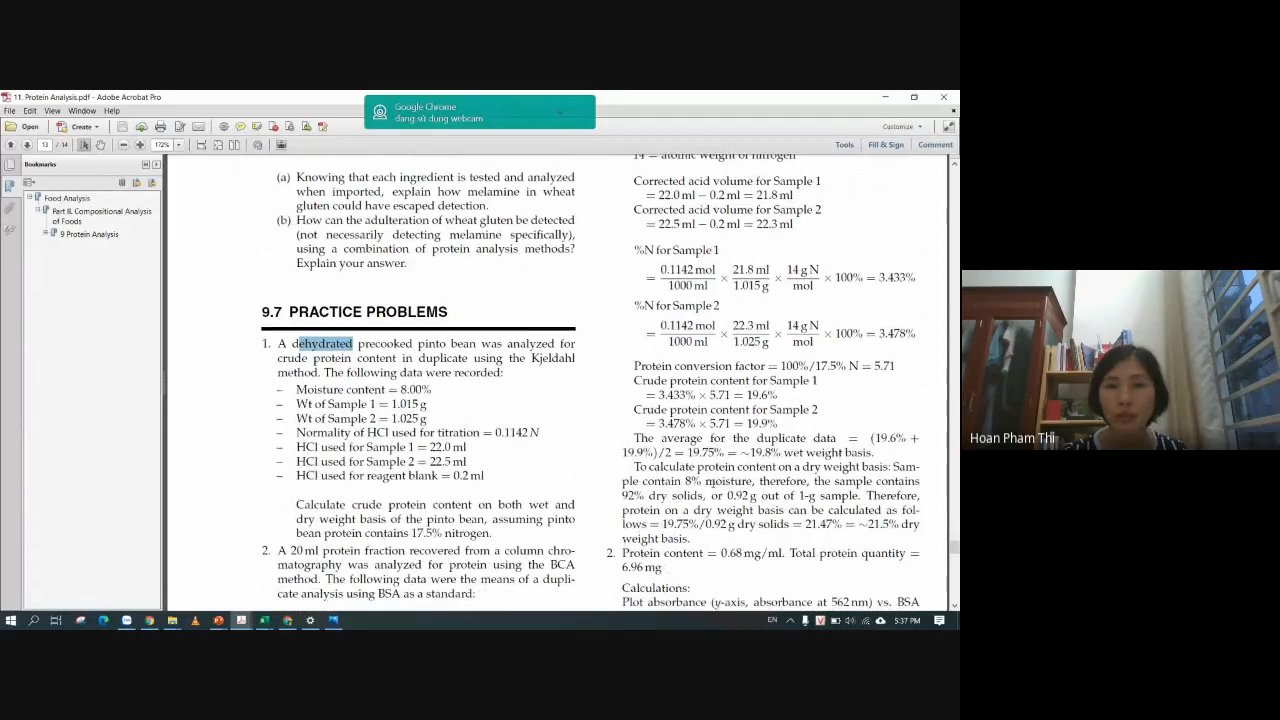 11. Protein Analysis.pdf - Adobe Acrobat Pro
Google Chrome
đang sử dụng webcam
File Edit View Window Help
Open Create Customize
13 / 14 172% Tools Fill & Sign Comment
Bookmarks
Food Analysis
Part II. Compositional Analysis
of Foods
9 Protein Analysis
(a) Knowing that each ingredient is tested and analyzed
when imported, explain how melamine in wheat
gluten could have escaped detection.
(b) How can the adulteration of wheat gluten be detected
(not necessarily detecting melamine specifically),
using a combination of protein analysis methods?
Explain your answer.
9.7 PRACTICE PROBLEMS
1. A dehydrated precooked pinto bean was analyzed for
crude protein content in duplicate using the Kjeldahl
method. The following data were recorded:
– Moisture content = 8.00%
– Wt of Sample 1 = 1.015 g
– Wt of Sample 2 = 1.025 g
– Normality of HCl used for titration = 0.1142 N
– HCl used for Sample 1 = 22.0 ml
– HCl used for Sample 2 = 22.5 ml
– HCl used for reagent blank = 0.2 ml
Calculate crude protein content on both wet and
dry weight basis of the pinto bean, assuming pinto
bean protein contains 17.5% nitrogen.
2. A 20 ml protein fraction recovered from a column chro-
matography was analyzed for protein using the BCA
method. The following data were the means of a dupli-
cate analysis using BSA as a standard:
14 = atomic weight of nitrogen
Corrected acid volume for Sample 1
= 22.0 ml − 0.2 ml = 21.8 ml
Corrected acid volume for Sample 2
= 22.5 ml − 0.2 ml = 22.3 ml
%N for Sample 1
= 0.1142 mol/1000 ml × 21.8 ml/1.015 g × 14 g N/mol × 100% = 3.433%
%N for Sample 2
= 0.1142 mol/1000 ml × 22.3 ml/1.025 g × 14 g N/mol × 100% = 3.478%
Protein conversion factor = 100%/17.5% N = 5.71
Crude protein content for Sample 1
= 3.433% × 5.71 = 19.6%
Crude protein content for Sample 2
= 3.478% × 5.71 = 19.9%
The average for the duplicate data = (19.6% +
19.9%)/2 = 19.75% = ~19.8% wet weight basis.
To calculate protein content on a dry weight basis: Sam-
ple contain 8% moisture, therefore, the sample contains
92% dry solids, or 0.92 g out of 1-g sample. Therefore,
protein on a dry weight basis can be calculated as fol-
lows = 19.75%/0.92 g dry solids = 21.47% = ~21.5% dry
weight basis.
2. Protein content = 0.68 mg/ml. Total protein quantity =
6.96 mg
Calculations:
Plot absorbance (y-axis, absorbance at 562 nm) vs. BSA
Hoan Pham Thi
EN 5:37 PM